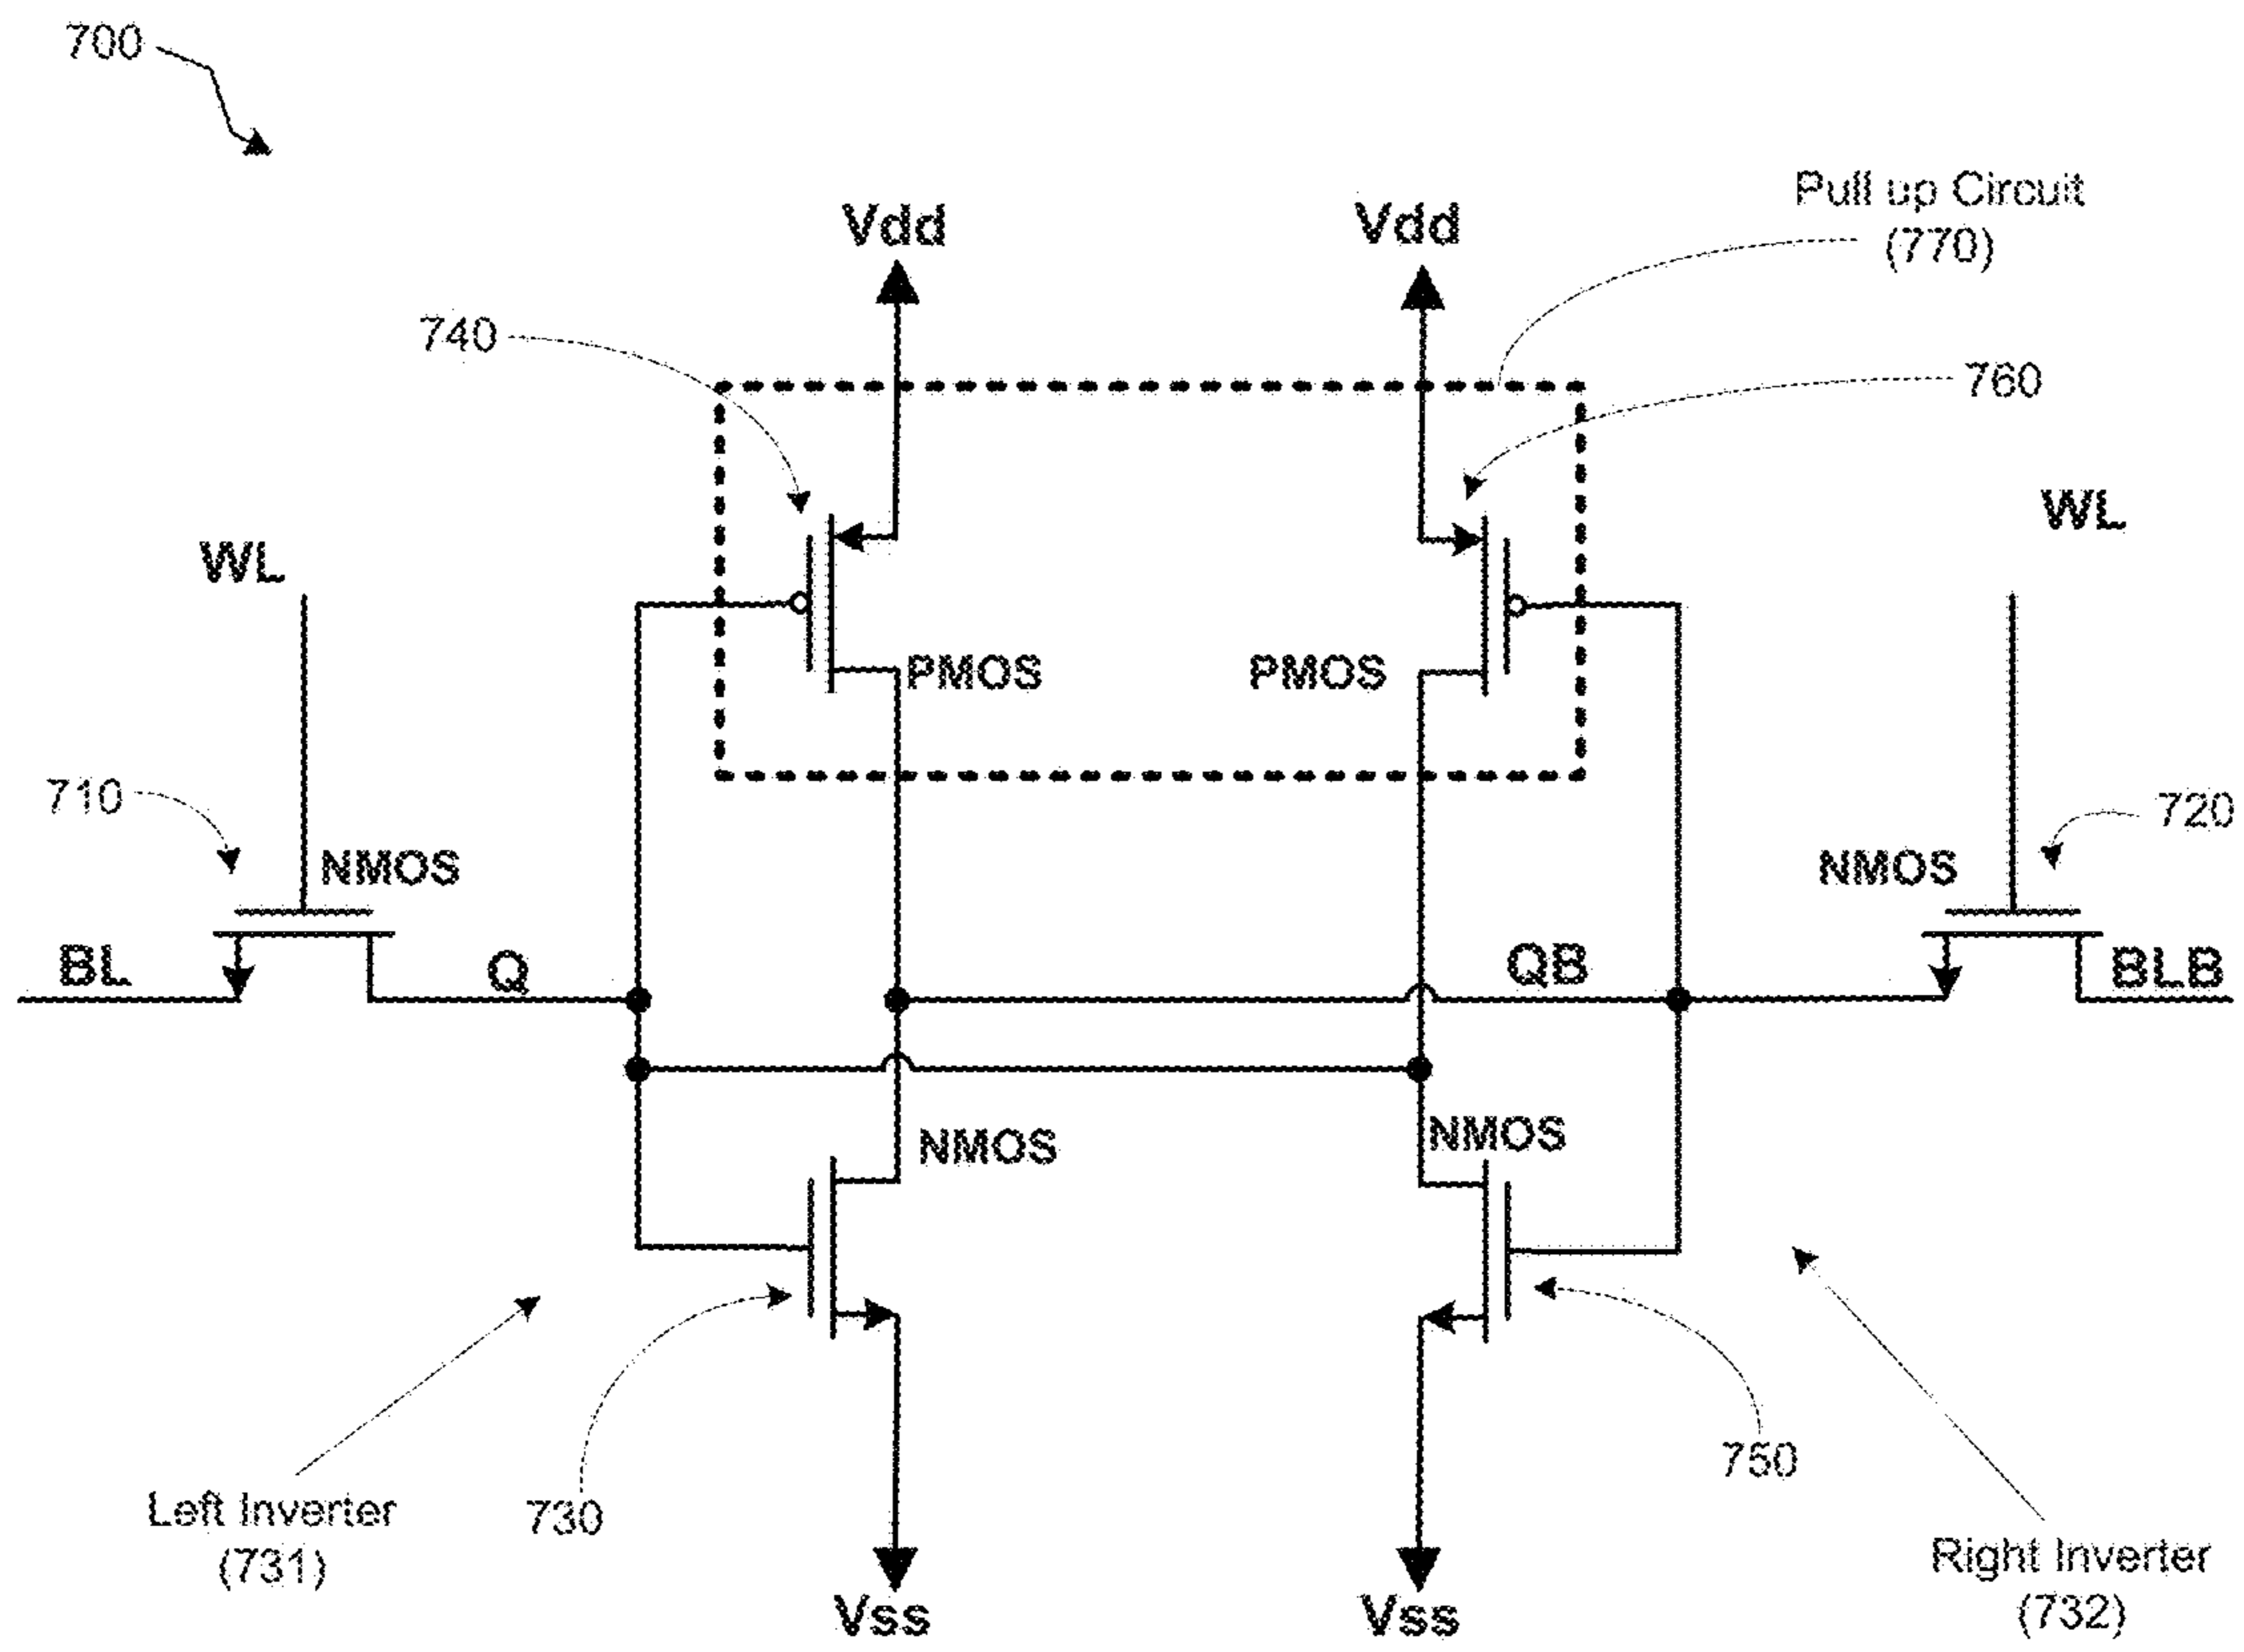 700
Pull up Circuit
(770)
Vdd
Vdd
740
760
WL
WL
PMOS
PMOS
710
720
NMOS
NMOS
BL
Q
QB
BLB
NMOS
NMOS
730
750
Left Inverter
(731)
Right Inverter
(732)
Vss
Vss